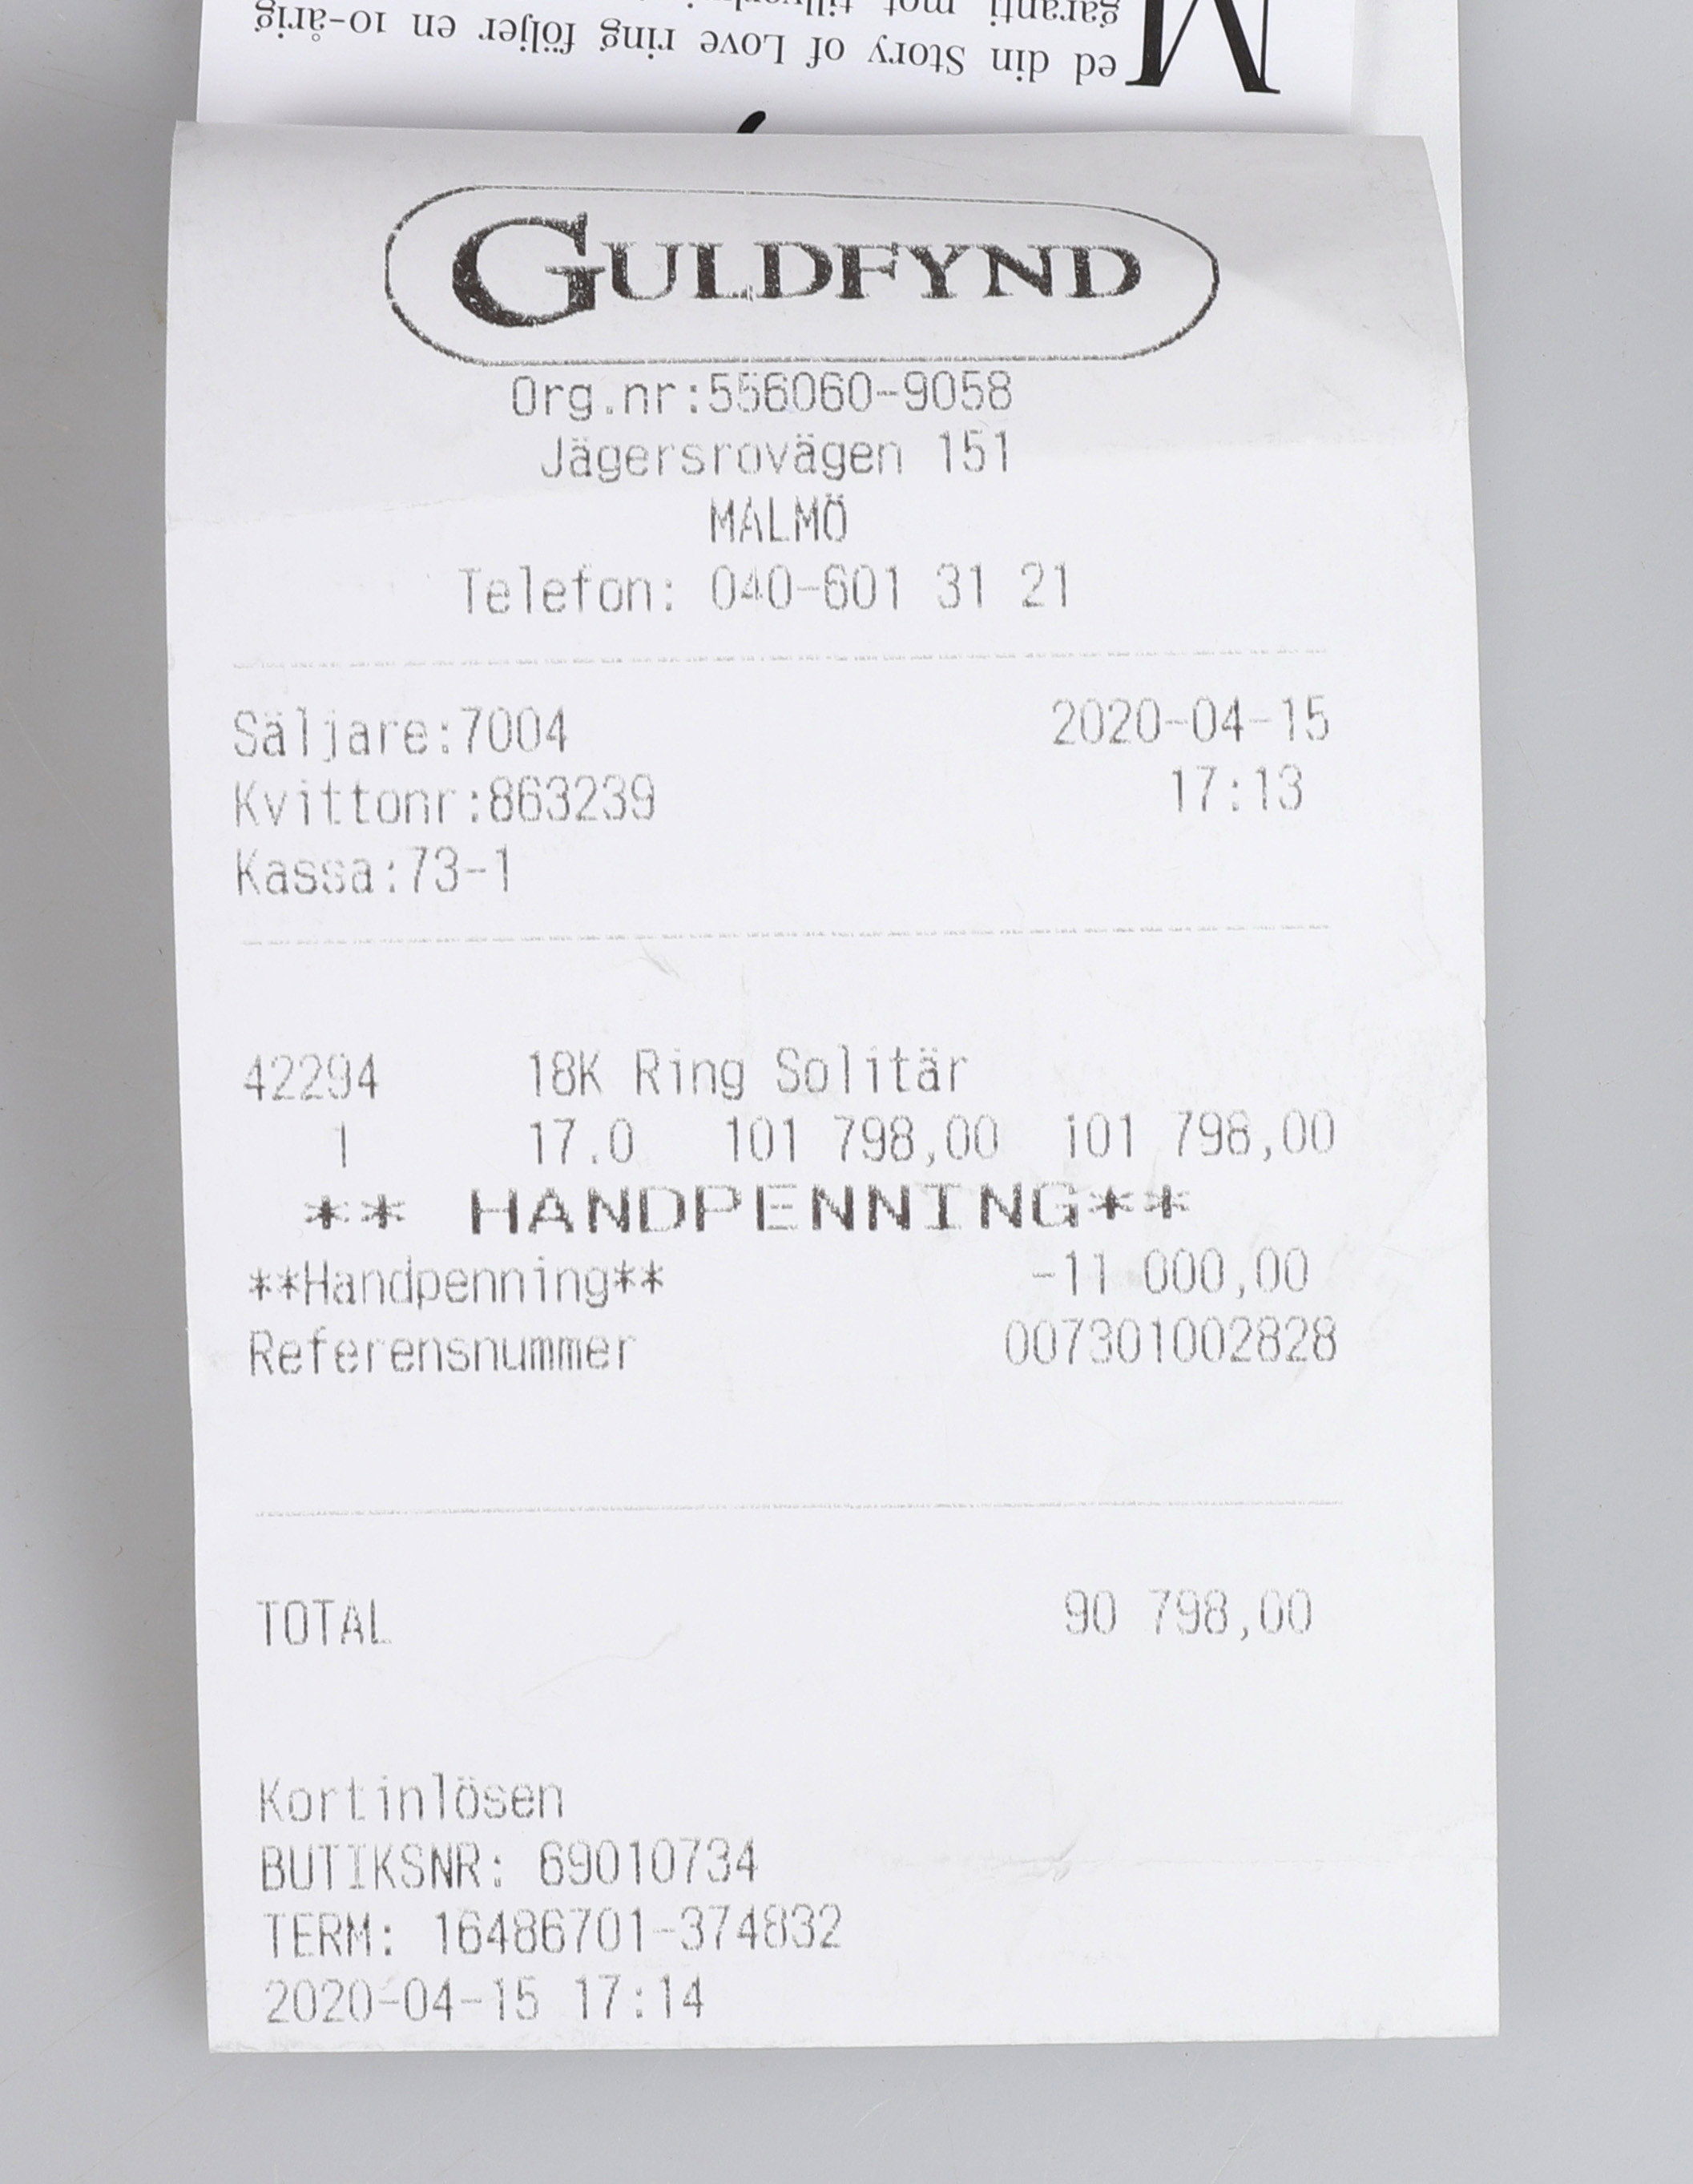 Med din Story of Love ring följer en 10-årig
garanti mot
GULDFYND
Org.nr:556060-9058
Jägersrovägen 151
MALMÖ
Telefon: 040-601 31 21
Säljare:7004 2020-04-15
Kvittonr:863239 17:13
Kassa:73-1
42294 18K Ring Solitär
1 17.0 101 798,00 101 798,00
** HANDPENNING**
**Handpenning** -11 000,00
Referensnummer 007301002828
TOTAL 90 798,00
Kortinlösen
BUTIKSNR: 69010734
TERM: 16486701-374832
2020-04-15 17:14